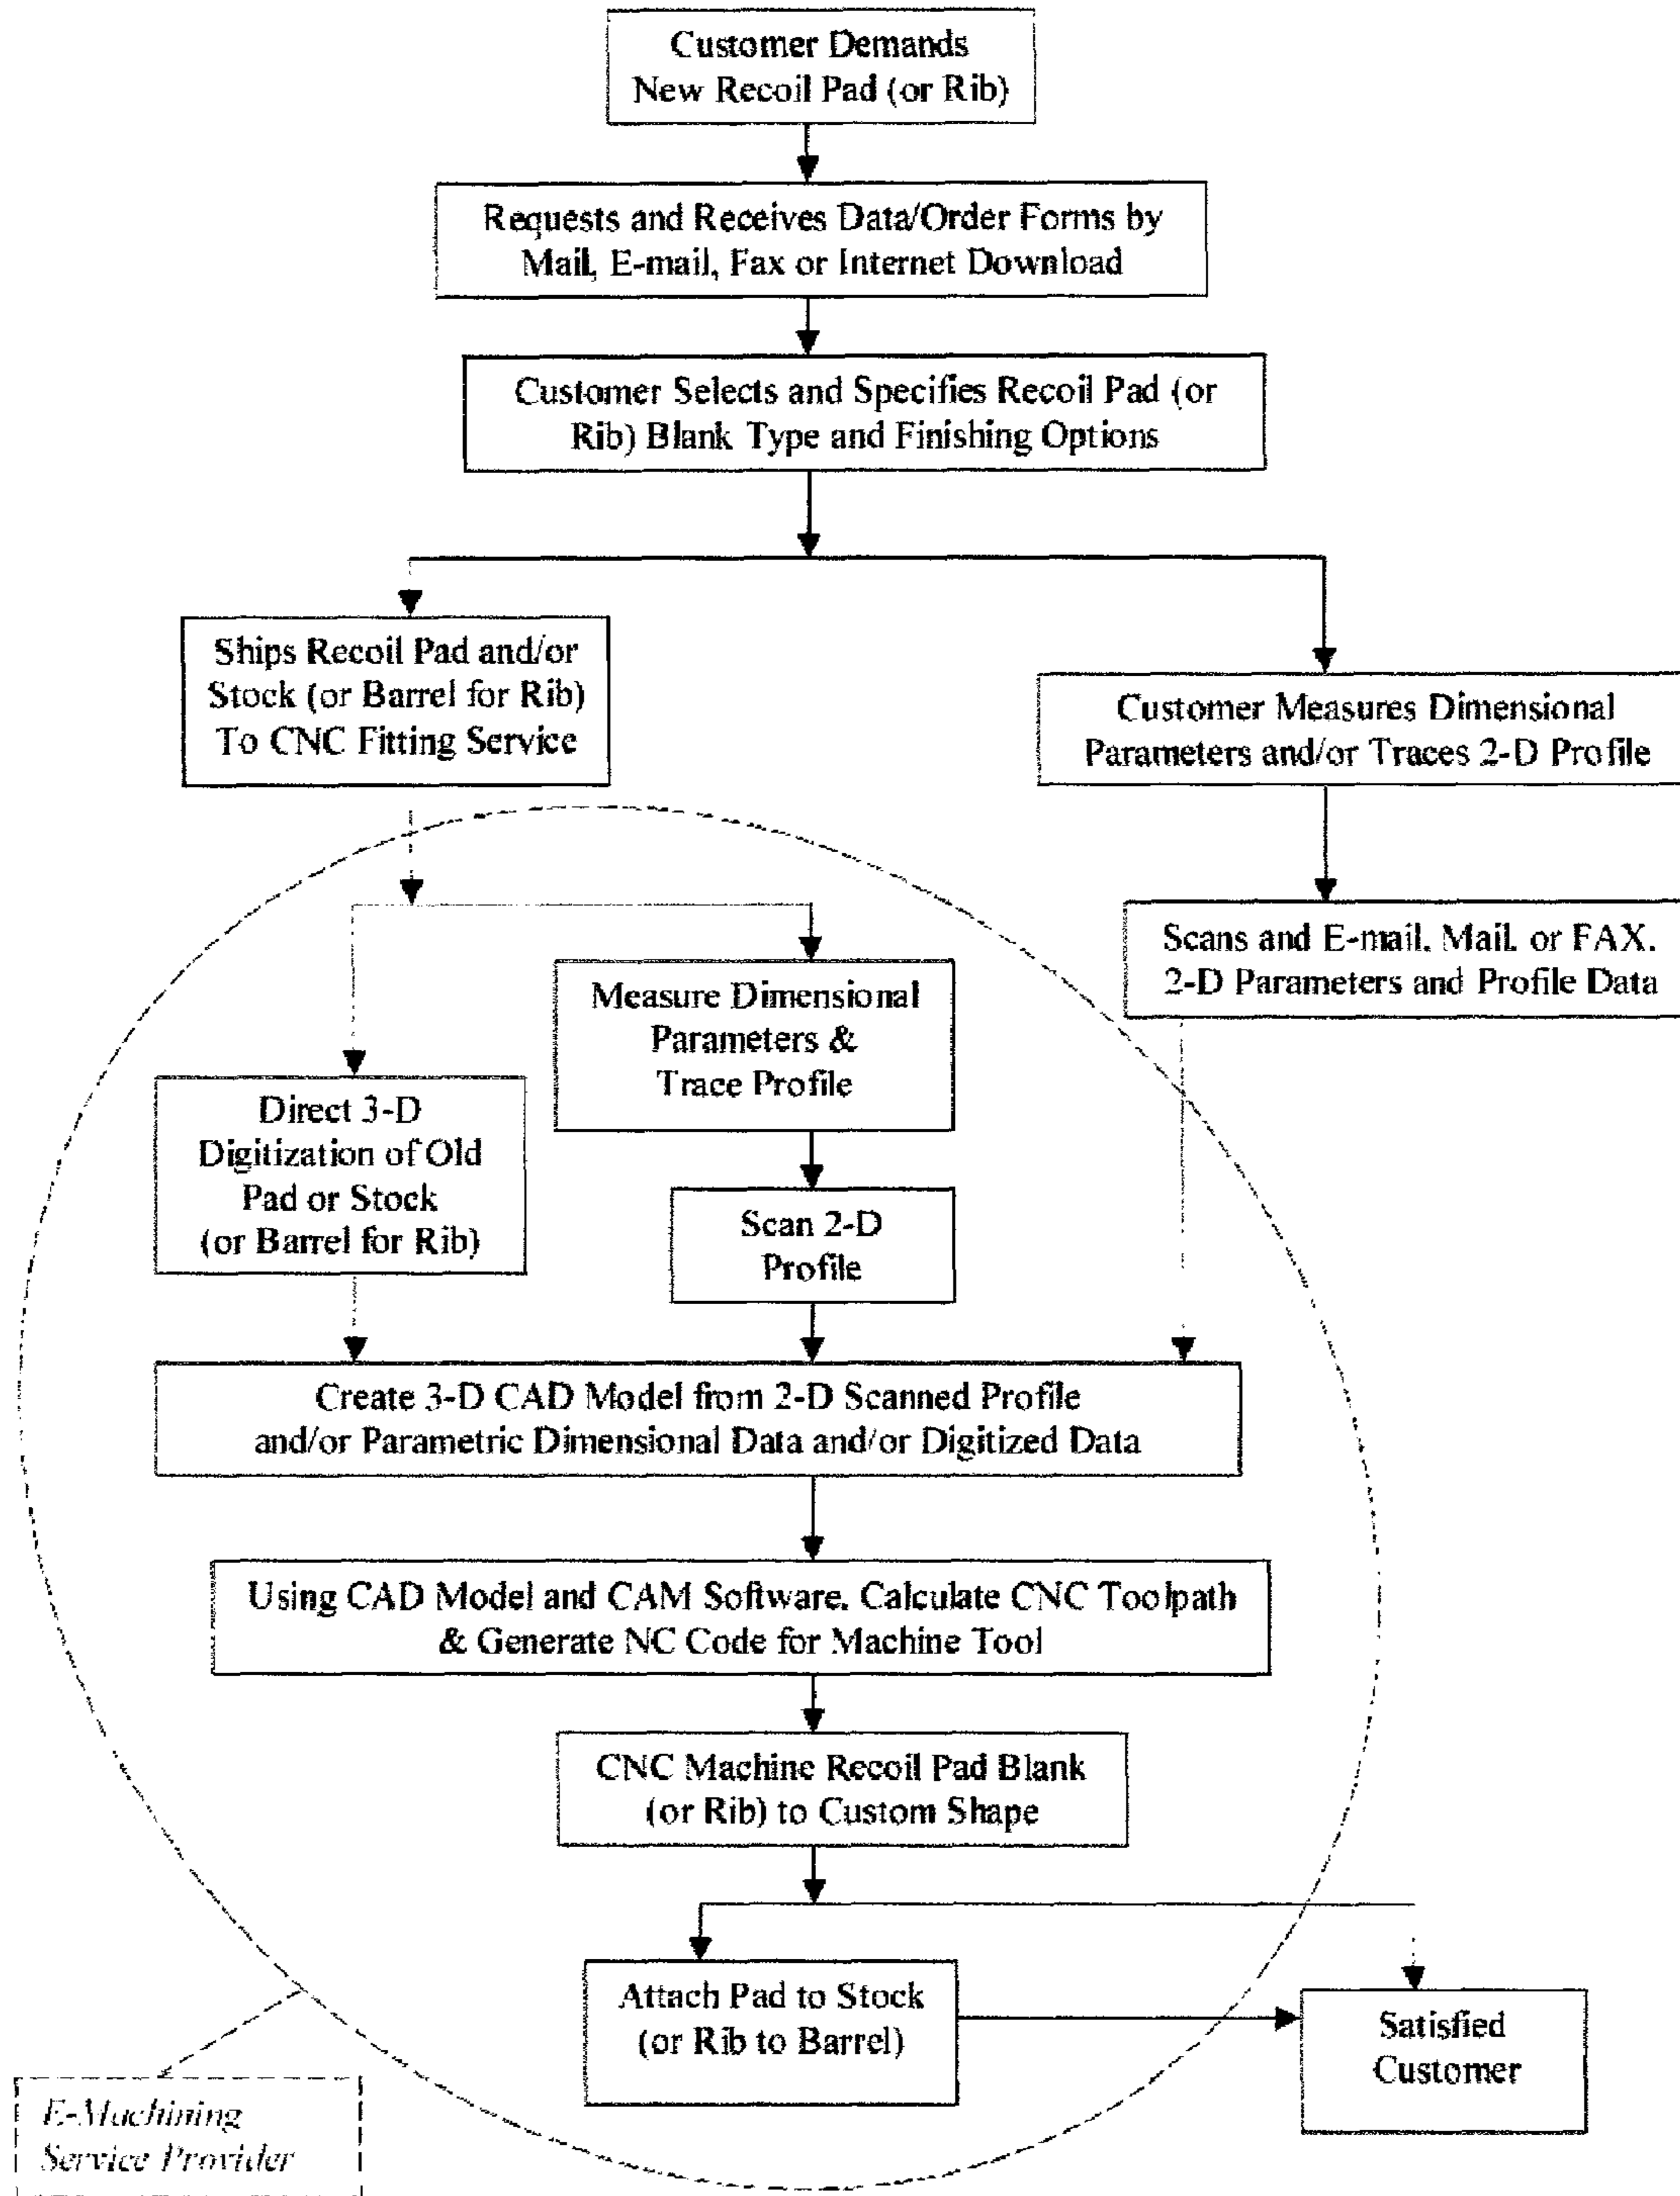 Customer Demands
New Recoil Pad (or Rib)
Requests and Receives Data/Order Forms by
Mail, E-mail, Fax or Internet Download
Customer Selects and Specifies Recoil Pad (or
Rib) Blank Type and Finishing Options
Ships Recoil Pad and/or
Stock (or Barrel for Rib)
To CNC Fitting Service
Customer Measures Dimensional
Parameters and/or Traces 2-D Profile
Scans and E-mail, Mail, or FAX,
2-D Parameters and Profile Data
Measure Dimensional
Parameters &
Trace Profile
Direct 3-D
Digitization of Old
Pad or Stock
(or Barrel for Rib)
Scan 2-D
Profile
Create 3-D CAD Model from 2-D Scanned Profile
and/or Parametric Dimensional Data and/or Digitized Data
Using CAD Model and CAM Software, Calculate CNC Toolpath
& Generate NC Code for Machine Tool
CNC Machine Recoil Pad Blank
(or Rib) to Custom Shape
Attach Pad to Stock
(or Rib to Barrel)
Satisfied
Customer
E-Machining
Service Provider